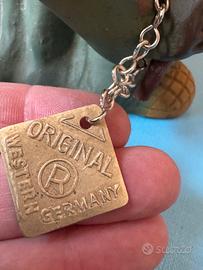 ORIGINAL
®
WESTERN
GERMANY
subito